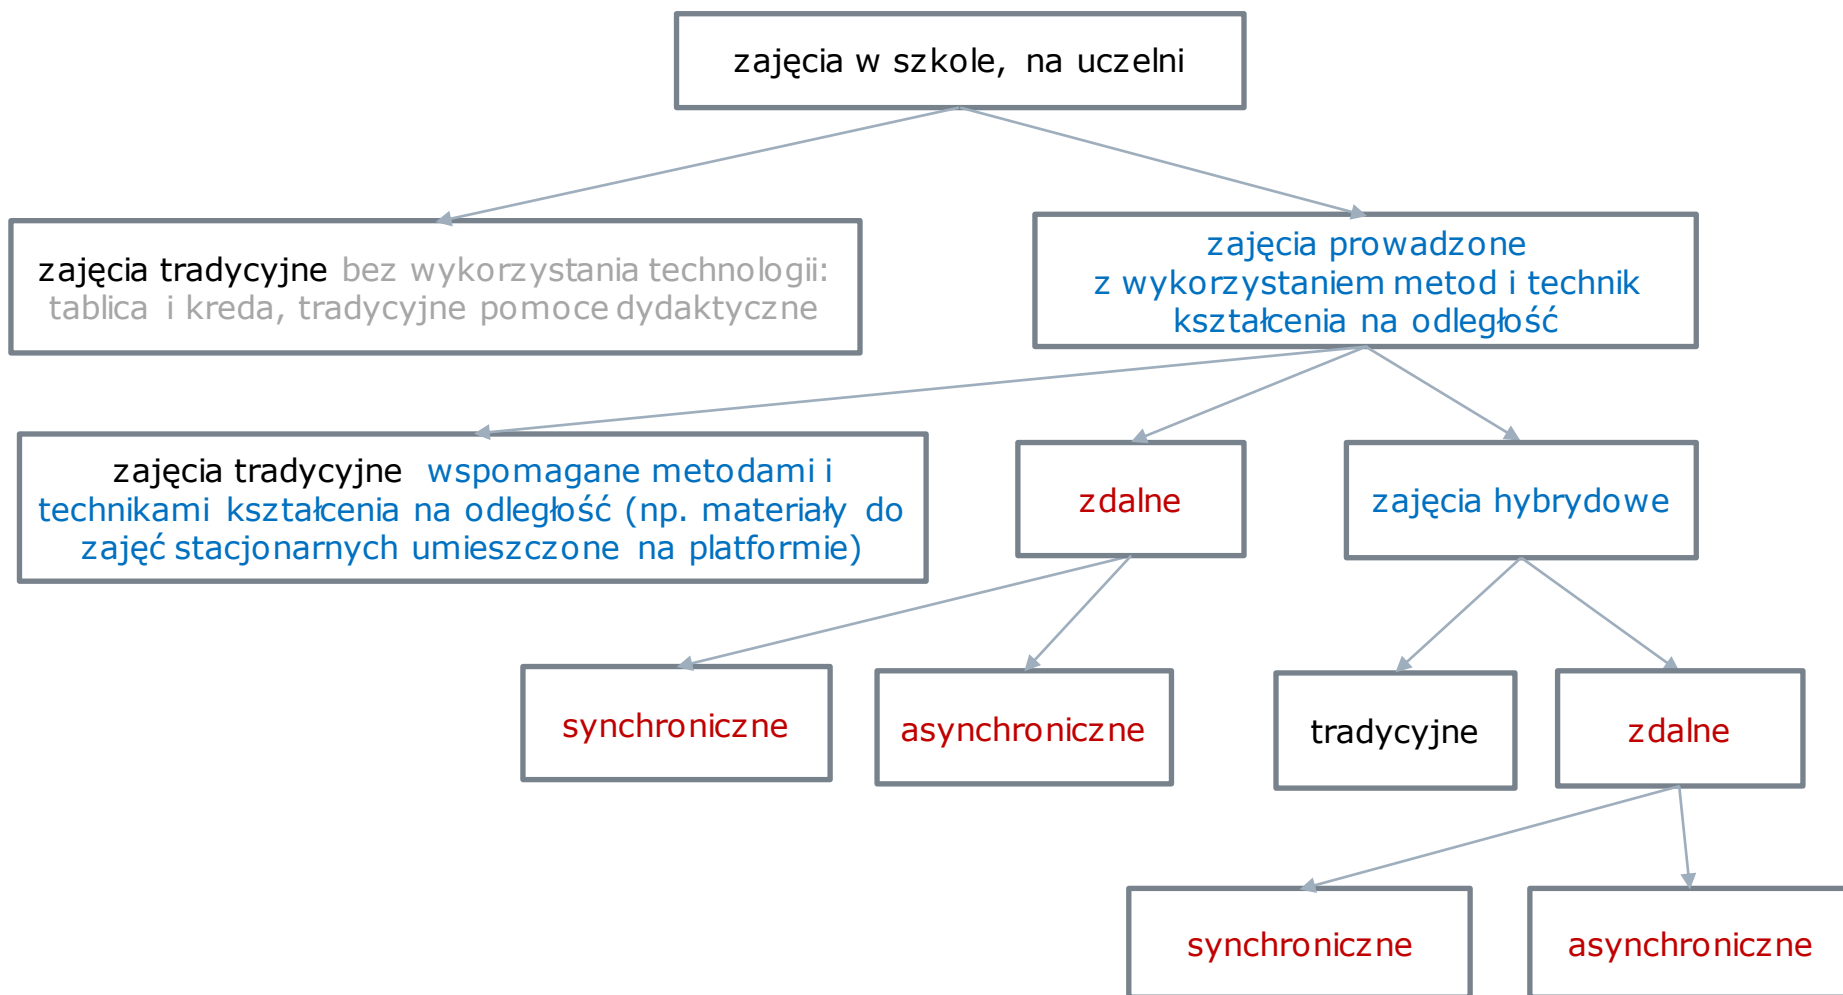 zajęcia w szkole, na uczelni
zajęcia tradycyjne bez wykorzystania technologii:
tablica i kreda, tradycyjne pomoce dydaktyczne
zajęcia prowadzone
z wykorzystaniem metod i technik
kształcenia na odległość
zajęcia tradycyjne wspomagane metodami i
technikami kształcenia na odległość (np. materiały do
zajęć stacjonarnych umieszczone na platformie)
zdalne
zajęcia hybrydowe
synchroniczne
asynchroniczne
tradycyjne
zdalne
synchroniczne
asynchroniczne